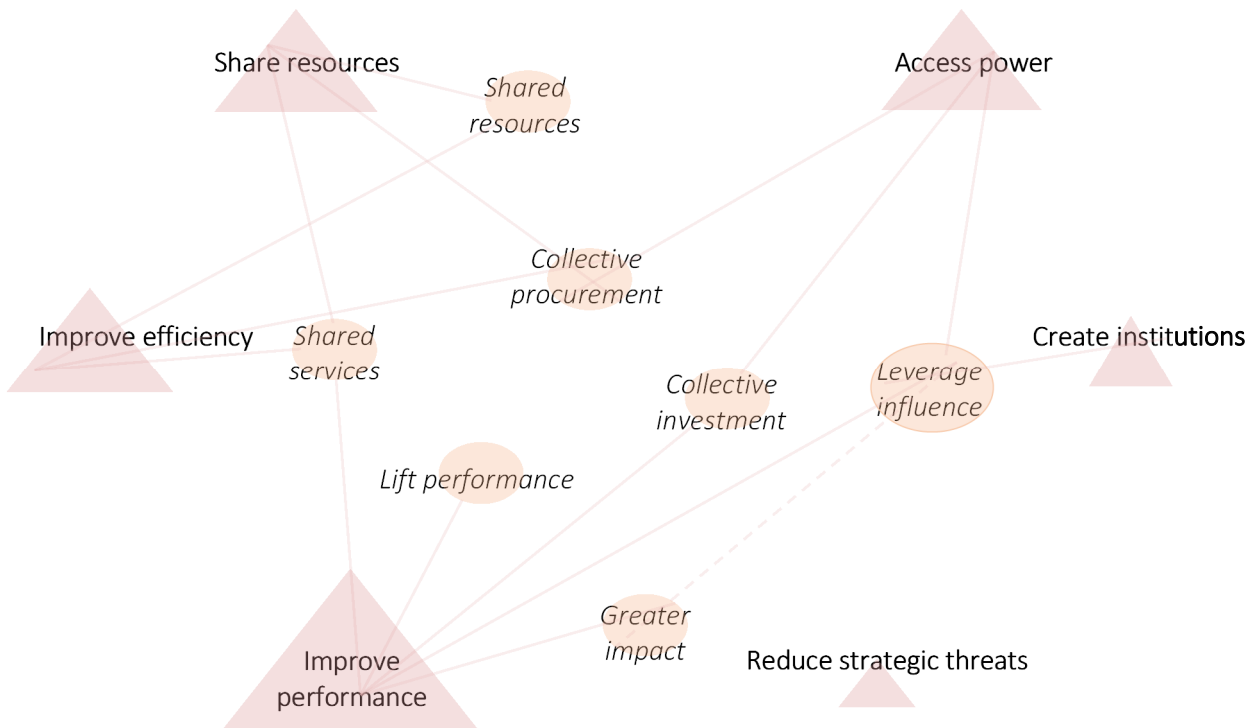 Share resources
Access power
Shared
resources
Collective
procurement
Improve efficiency
Shared
services
Create institutions
Collective
investment
Leverage
influence
Lift performance
Greater
impact
Improve
performance
Reduce strategic threats